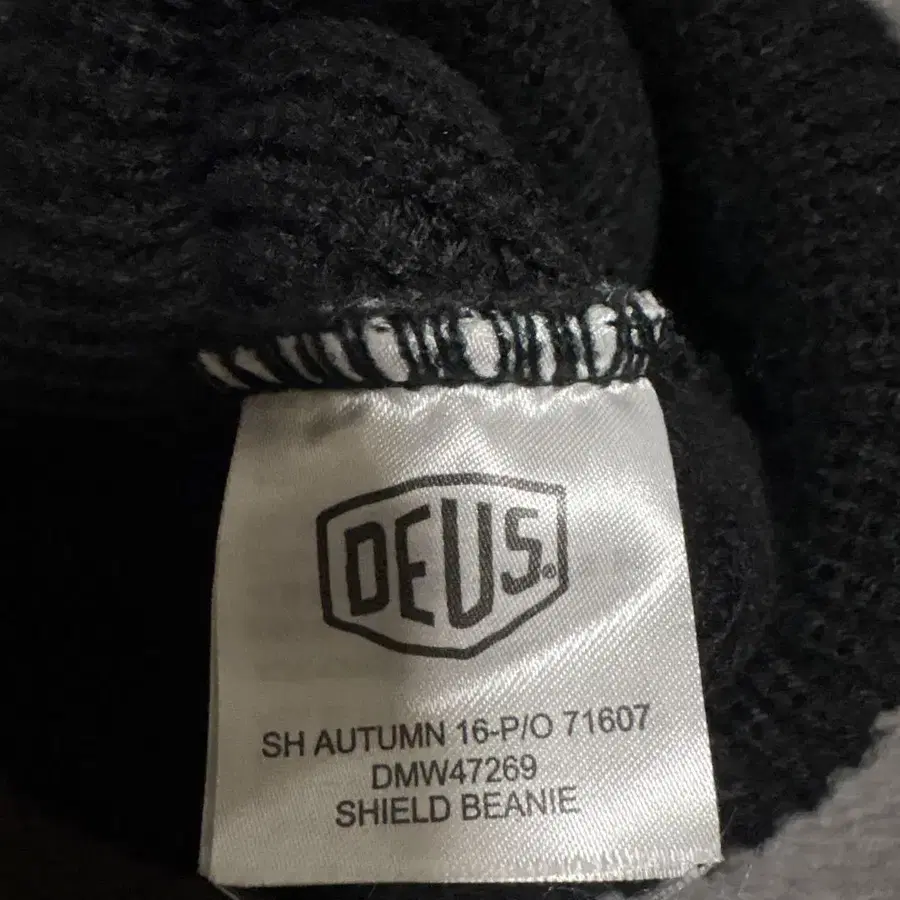 DEUS.
SH AUTUMN 16-P/O 71607
DMW47269
SHIELD BEANIE